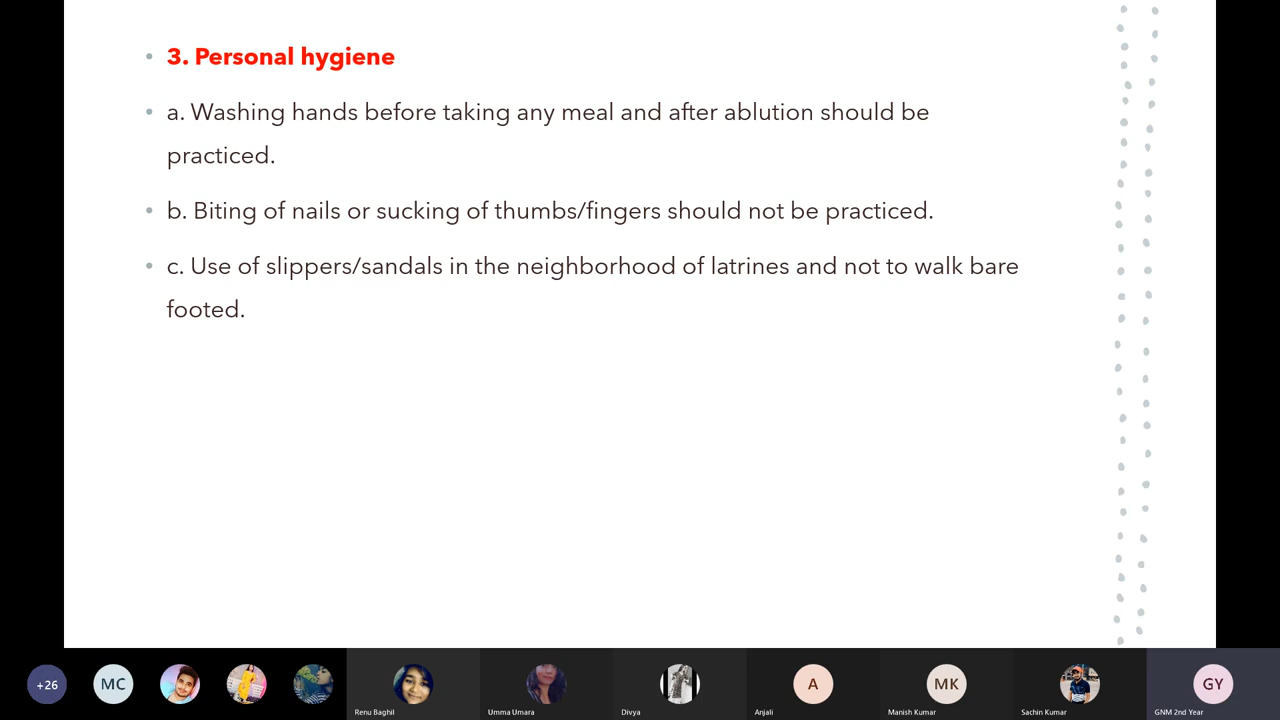 3. Personal hygiene
a. Washing hands before taking any meal and after ablution should be
practiced.
b. Biting of nails or sucking of thumbs/fingers should not be practiced.
c. Use of slippers/sandals in the neighborhood of latrines and not to walk bare
footed.
+26
MC
A
MK
GY
Renu Baghil
Umma Umara
Divya
Anjali
Manish Kumar
Sachin Kumar
GNM 2nd Year